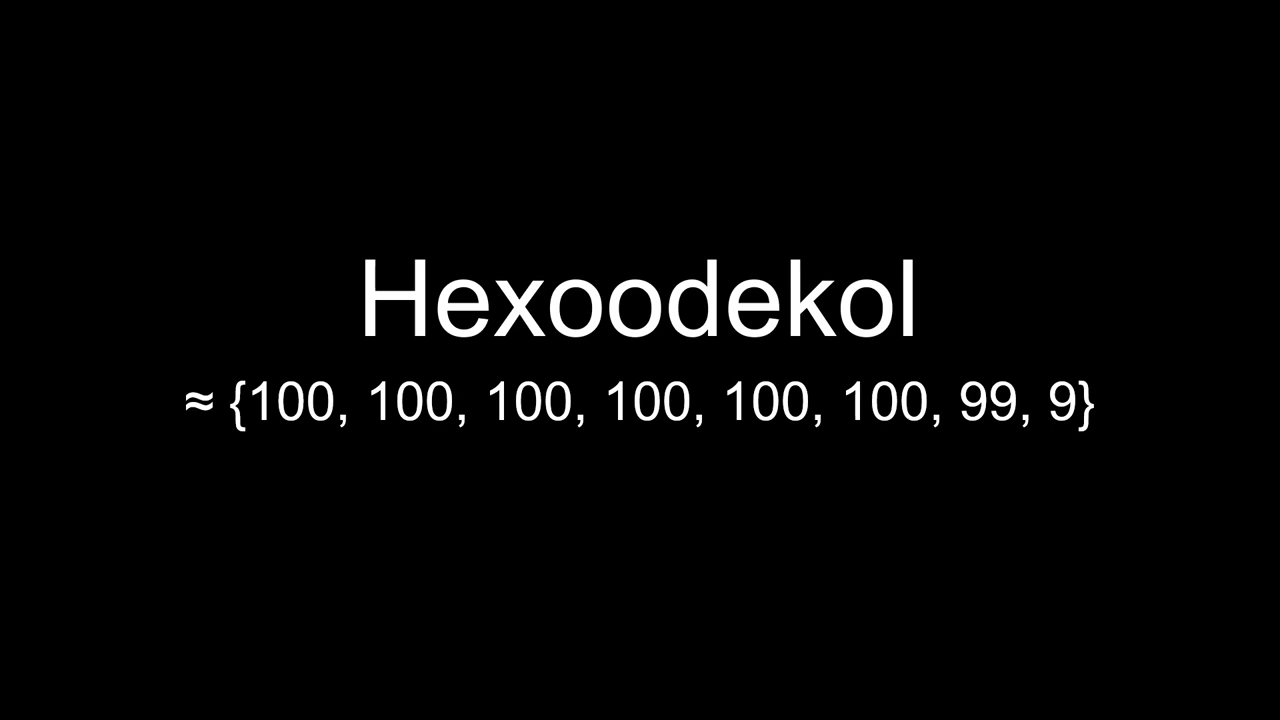 Hexoodekol
≈ {100, 100, 100, 100, 100, 100, 99, 9}